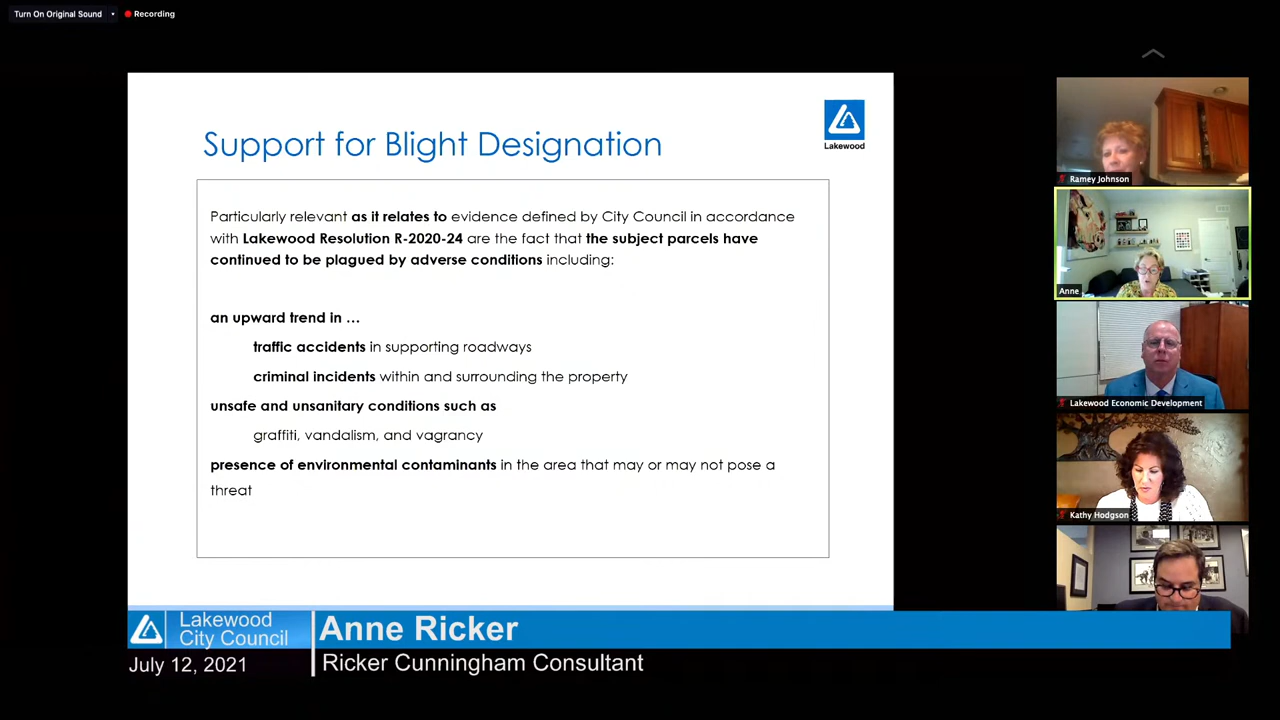 Turn On Original Sound
Recording
Support for Blight Designation
Lakewood
Particularly relevant as it relates to evidence defined by City Council in accordance
with Lakewood Resolution R-2020-24 are the fact that the subject parcels have
continued to be plagued by adverse conditions including:
an upward trend in …
traffic accidents in supporting roadways
criminal incidents within and surrounding the property
unsafe and unsanitary conditions such as
graffiti, vandalism, and vagrancy
presence of environmental contaminants in the area that may or may not pose a
threat
Ramey Johnson
Anne
Lakewood Economic Development
Kathy Hodgson
Lakewood
City Council
Anne Ricker
July 12, 2021
Ricker Cunningham Consultant